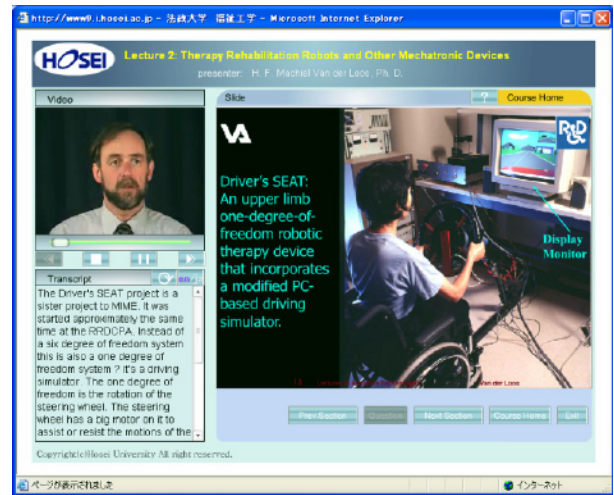 http://www9.i.hosei.ac.jp - 法政大学 福祉工学 - Microsoft Internet Explorer
HOSEI
Lecture 2: Therapy Rehabilitation Robots and Other Mechatronic Devices
presenter: H. F. Machiel Van der Loos, Ph. D.
Video
Transcript
The Driver's SEAT project is a
sister project to MIME. It was
started approximately the same
time at the RRDCPA. Instead of
a six degree of freedom system
this is also a one degree of
freedom system ? It's a driving
simulator. The one degree of
freedom is the rotation of the
steering wheel. The steering
wheel has a big motor on it to
assist or resist the motions of the
Slide
?
Course Home
VA
R&D
Driver's SEAT:
An upper limb
one-degree-of-
freedom robotic
therapy device
that incorporates
a modified PC-
based driving
simulator.
Display
Monitor
Van der Loos
Prev Section
Question
Next Section
Course Home
Exit
Copyright(c)Hosei University All right reserved.
ページが表示されました
インターネット